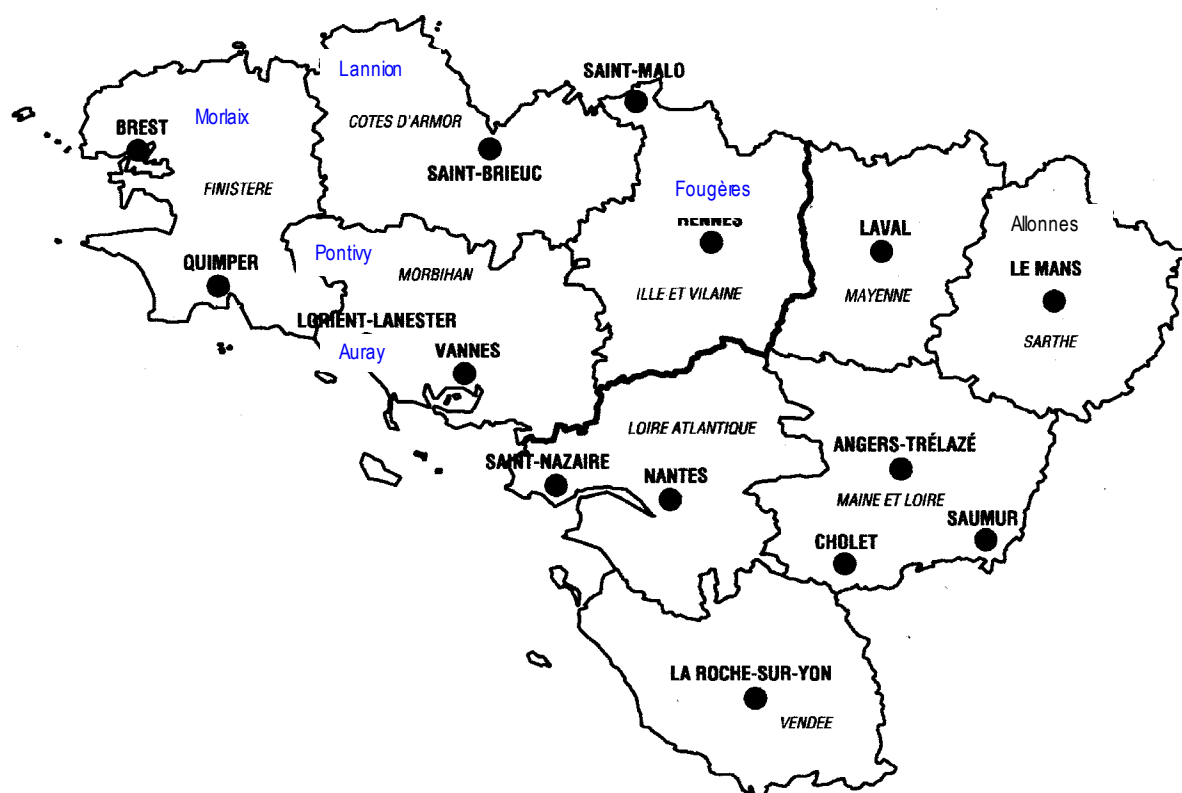 Lannion
SAINT-MALO
Morlaix
COTES D'ARMOR
BREST
SAINT-BRIEUC
FINISTERE
Fougères
RENNES
Allonnes
LAVAL
Pontivy
QUIMPER
MORBIHAN
LE MANS
ILLE ET VILAINE
MAYENNE
LORIENT-LANESTER
SARTHE
Auray
VANNES
LOIRE ATLANTIQUE
ANGERS-TRÉLAZÉ
SAINT-NAZAIRE
NANTES
MAINE ET LOIRE
SAUMUR
CHOLET
LA ROCHE-SUR-YON
VENDEE